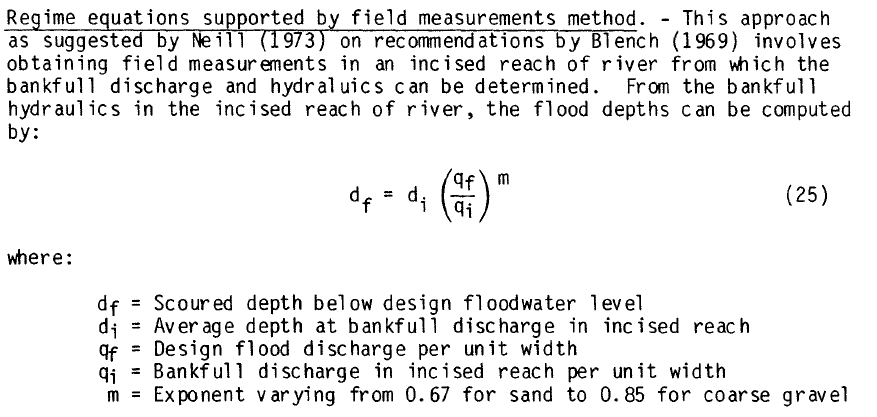 Regime equations supported by field measurements method. - This approach
as suggested by Neill (1973) on recommendations by Blench (1969) involves
obtaining field measurements in an incised reach of river from which the
bankfull discharge and hydraluics can be determined. From the bankfull
hydraulics in the incised reach of river, the flood depths can be computed
by:
d_f = d_i (q_f/q_i)^m (25)
where:
d_f = Scoured depth below design floodwater level
d_i = Average depth at bankfull discharge in incised reach
q_f = Design flood discharge per unit width
q_i = Bankfull discharge in incised reach per unit width
m = Exponent varying from 0.67 for sand to 0.85 for coarse gravel